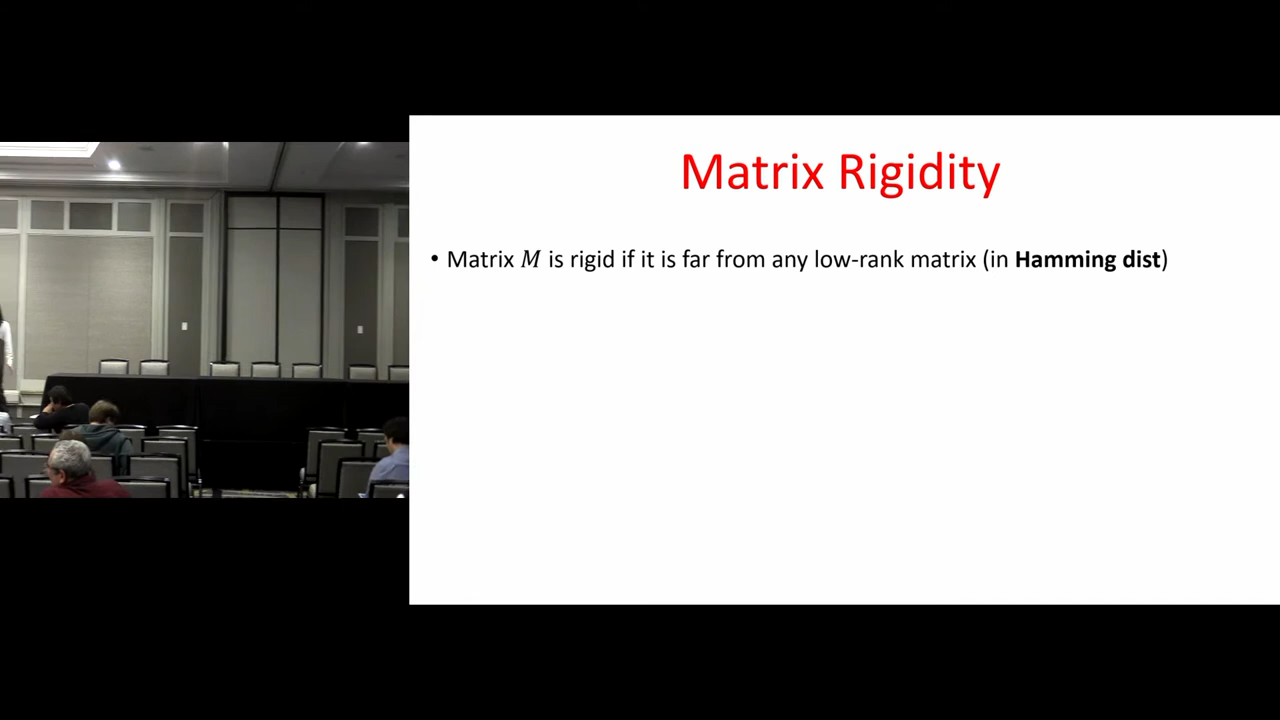 Matrix Rigidity
• Matrix M is rigid if it is far from any low-rank matrix (in Hamming dist)